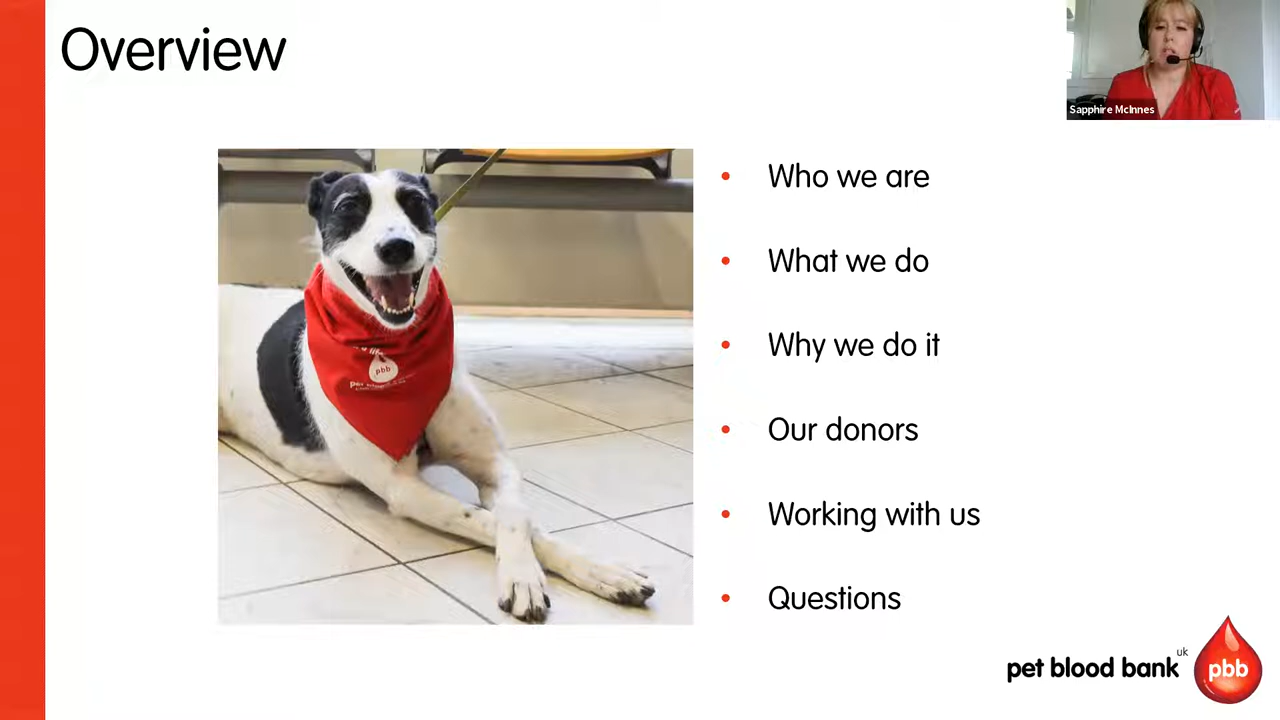 Overview
Sapphire McInnes
Who we are
What we do
Why we do it
Our donors
Working with us
Questions
pbb
pet blood bank uk
pbb